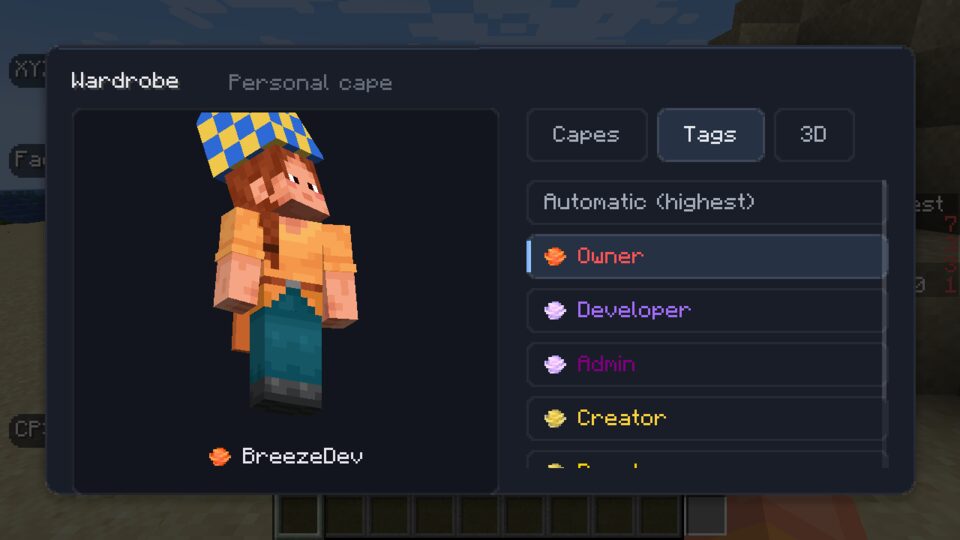 Wardrobe
Personal cape
Capes
Tags
3D
Automatic (highest)
Owner
Developer
Admin
Creator
BreezeDev